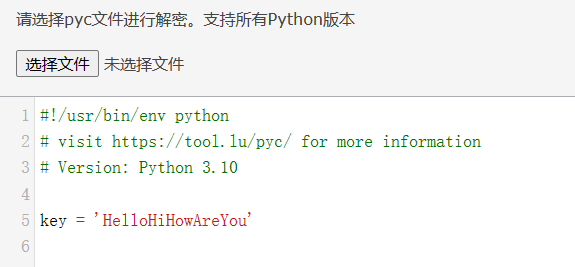 请选择pyc文件进行解密。支持所有Python版本
选择文件 未选择文件
1 #!/usr/bin/env python
2 # visit https://tool.lu/pyc/ for more information
3 # Version: Python 3.10
4
5 key = 'HelloHiHowAreYou'
6